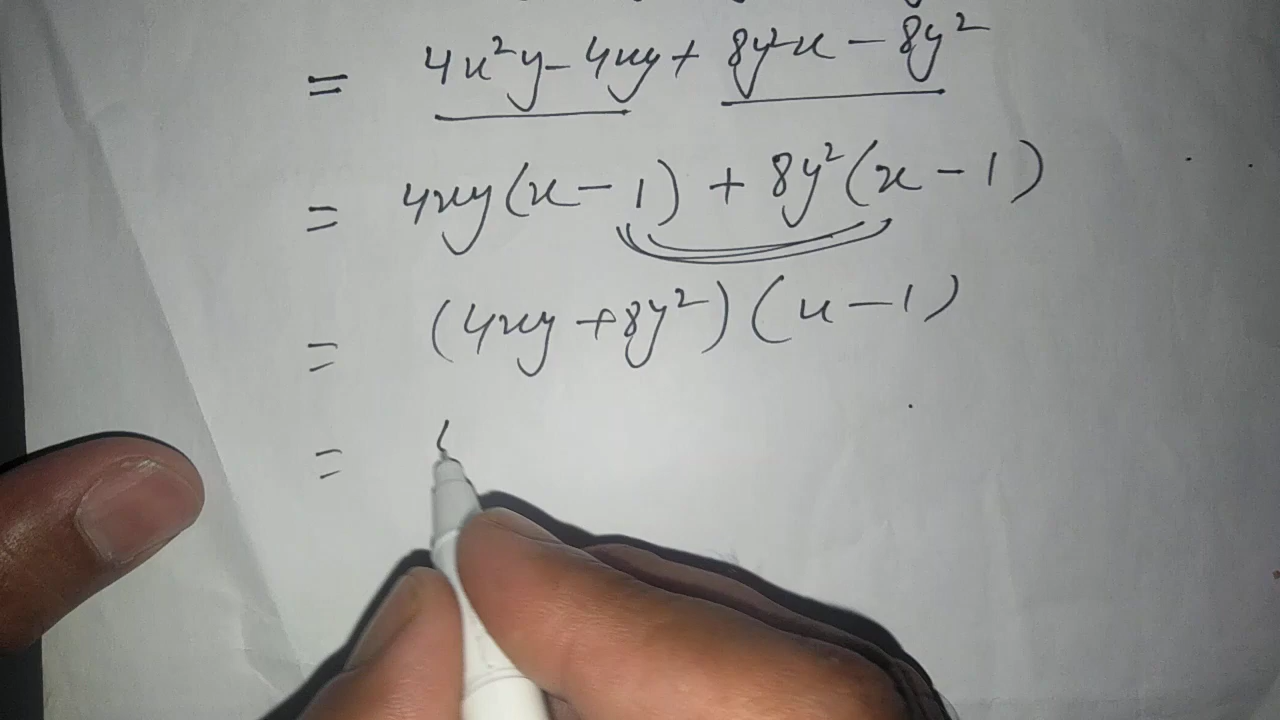 = 4x²y - 4xy + 8y²x - 8y²
= 4xy(x - 1) + 8y²(x - 1)
= (4xy + 8y²)(x - 1)
= (